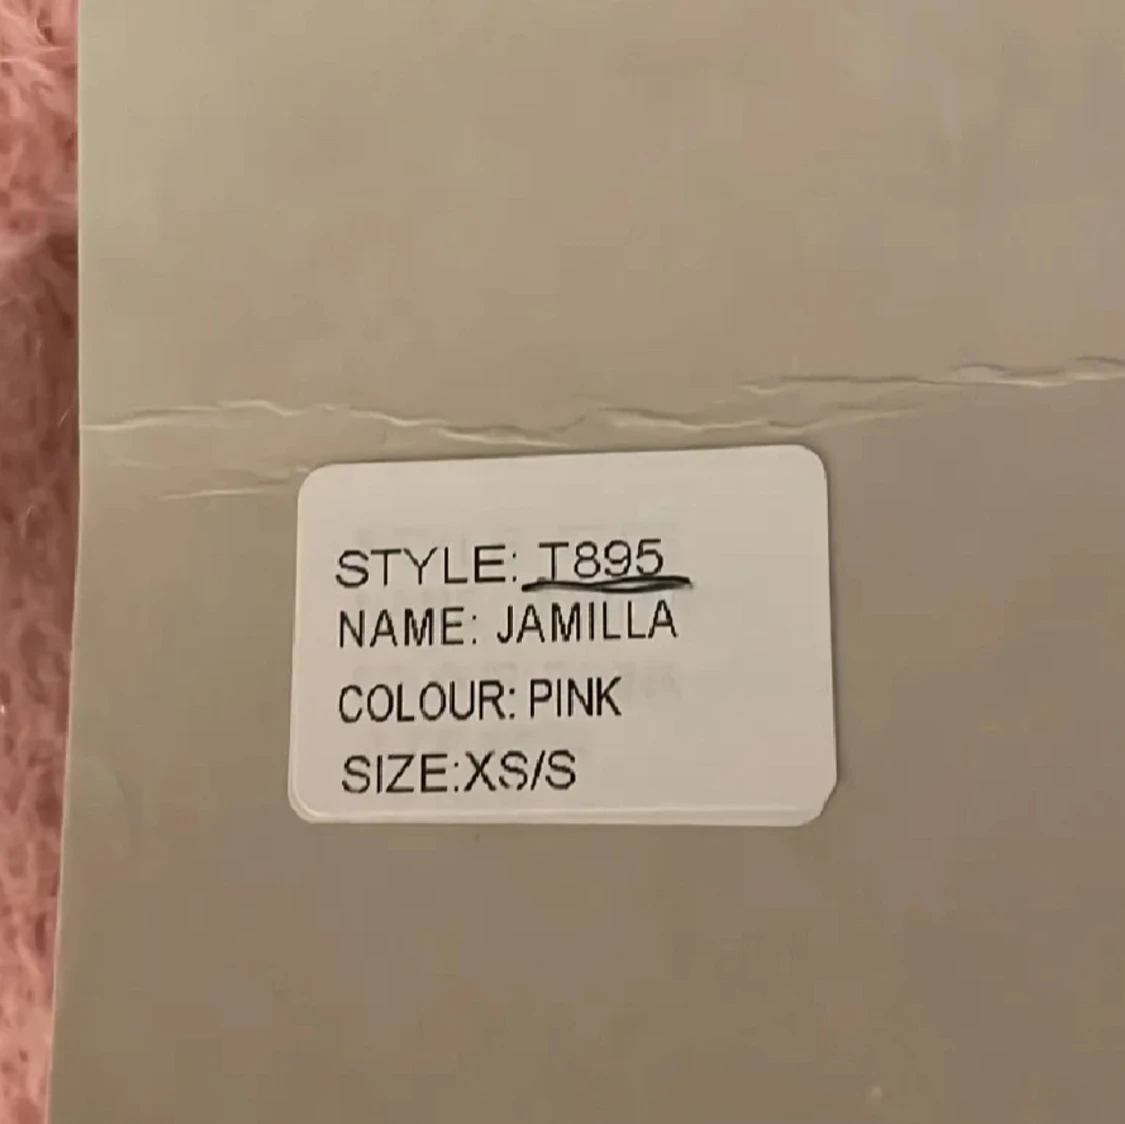 STYLE: T895
NAME: JAMILLA
COLOUR: PINK
SIZE:XS/S